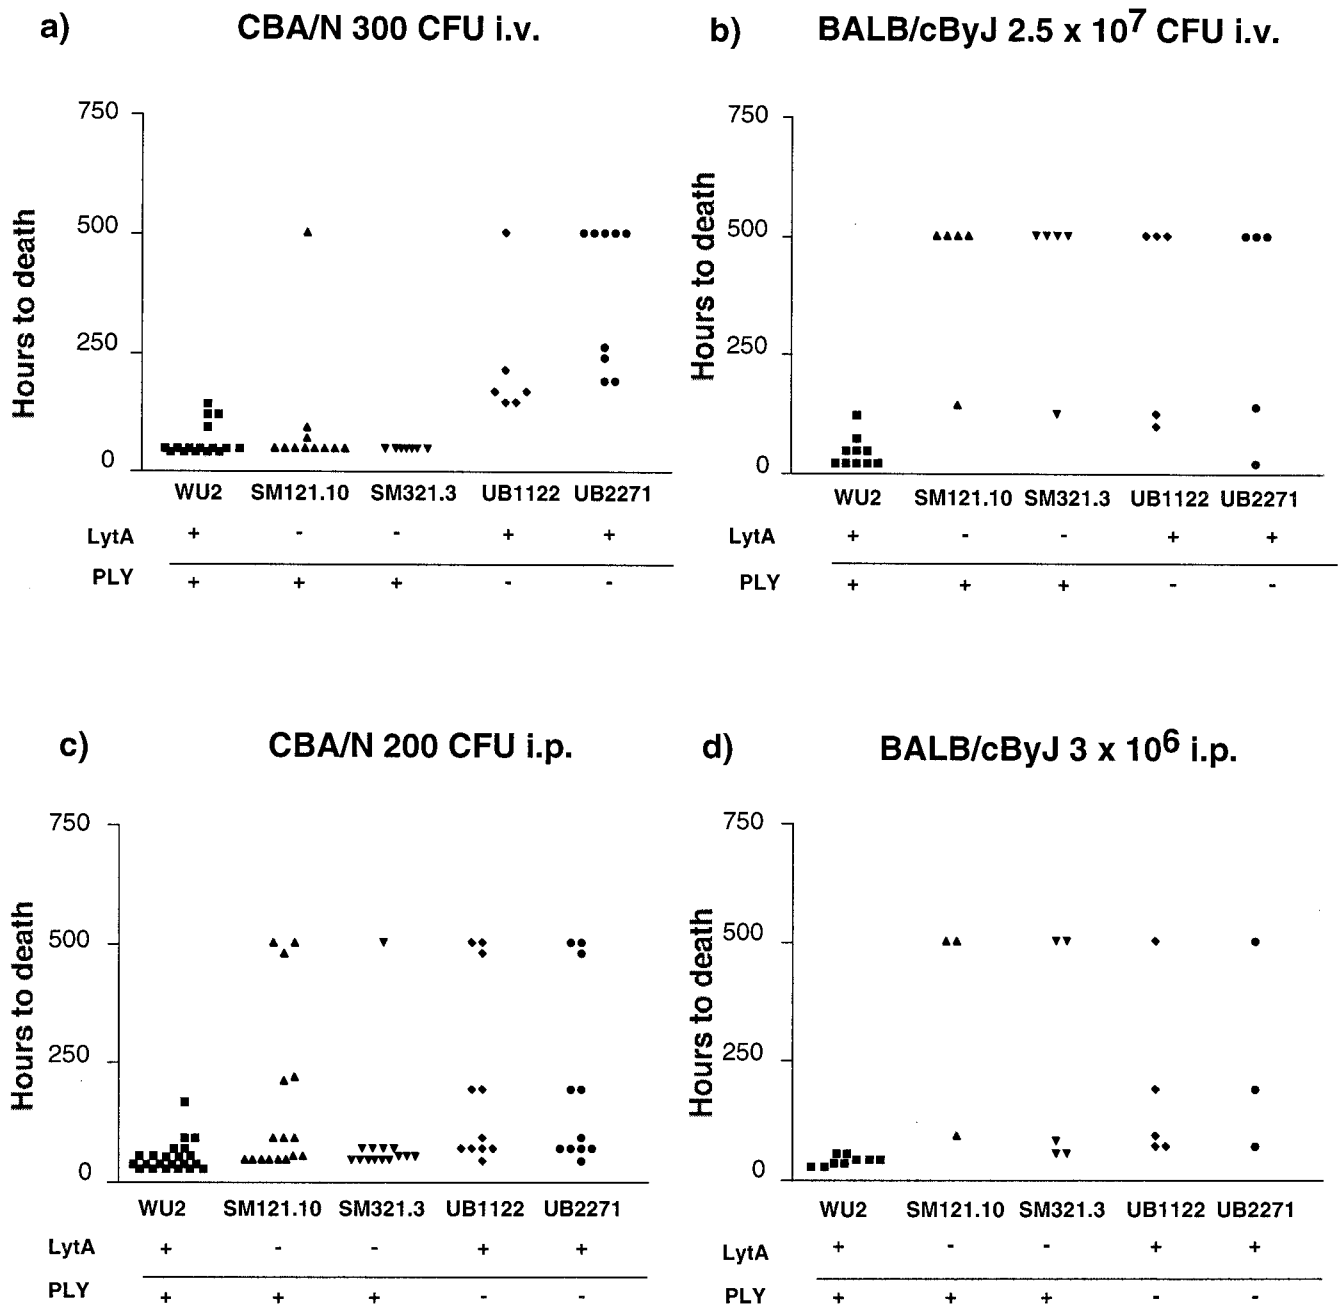 a) CBA/N 300 CFU i.v.
Hours to death
750
500
250
0
WU2 SM121.10 SM321.3 UB1122 UB2271
LytA + - - + +
PLY + + + - -
b) BALB/cByJ 2.5 x 10⁷ CFU i.v.
Hours to death
750
500
250
0
WU2 SM121.10 SM321.3 UB1122 UB2271
LytA + - - + +
PLY + + + - -
c) CBA/N 200 CFU i.p.
Hours to death
750
500
250
0
WU2 SM121.10 SM321.3 UB1122 UB2271
LytA + - - + +
PLY + + + - -
d) BALB/cByJ 3 x 10⁶ i.p.
Hours to death
750
500
250
0
WU2 SM121.10 SM321.3 UB1122 UB2271
LytA + - - + +
PLY + + + - -